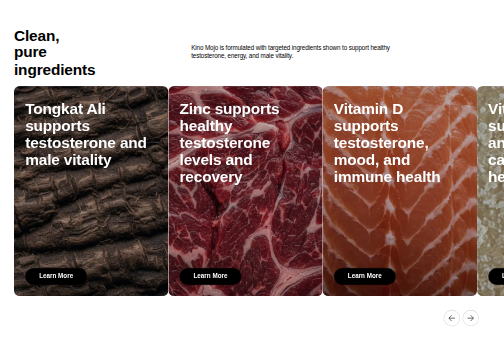 Clean,
pure
ingredients
Kino Mojo is formulated with targeted ingredients shown to support healthy
testosterone, energy, and male vitality.
Tongkat Ali
supports
testosterone and
male vitality
Learn More
Zinc supports
healthy
testosterone
levels and
recovery
Learn More
Vitamin D
supports
testosterone,
mood, and
immune health
Learn More